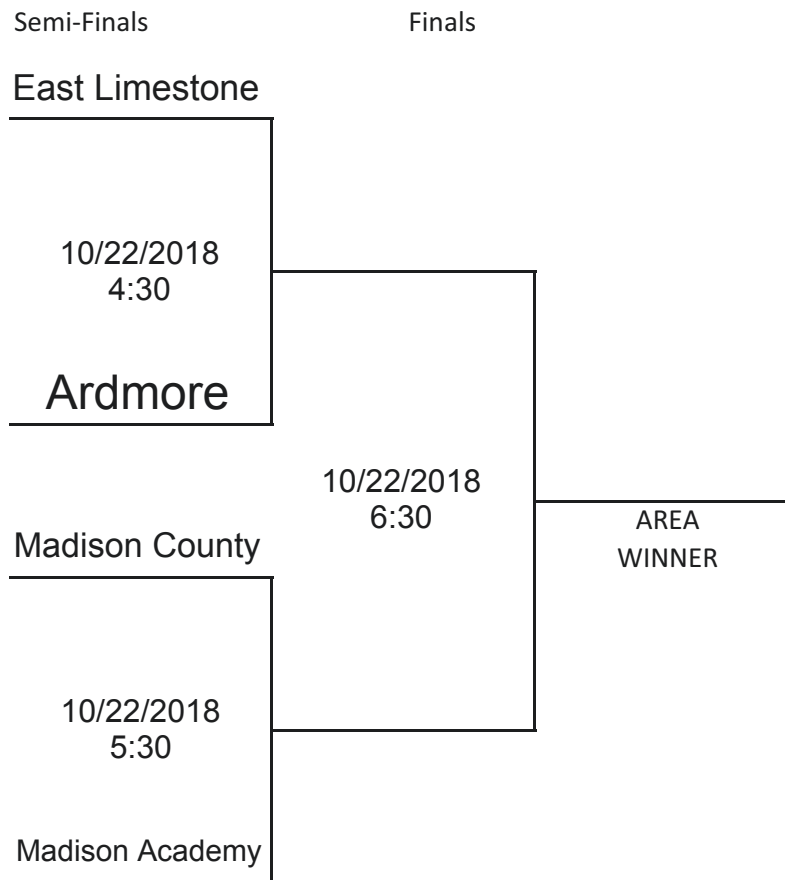 Semi-Finals
Finals
East Limestone
10/22/2018
4:30
Ardmore
10/22/2018
6:30
AREA
WINNER
Madison County
10/22/2018
5:30
Madison Academy